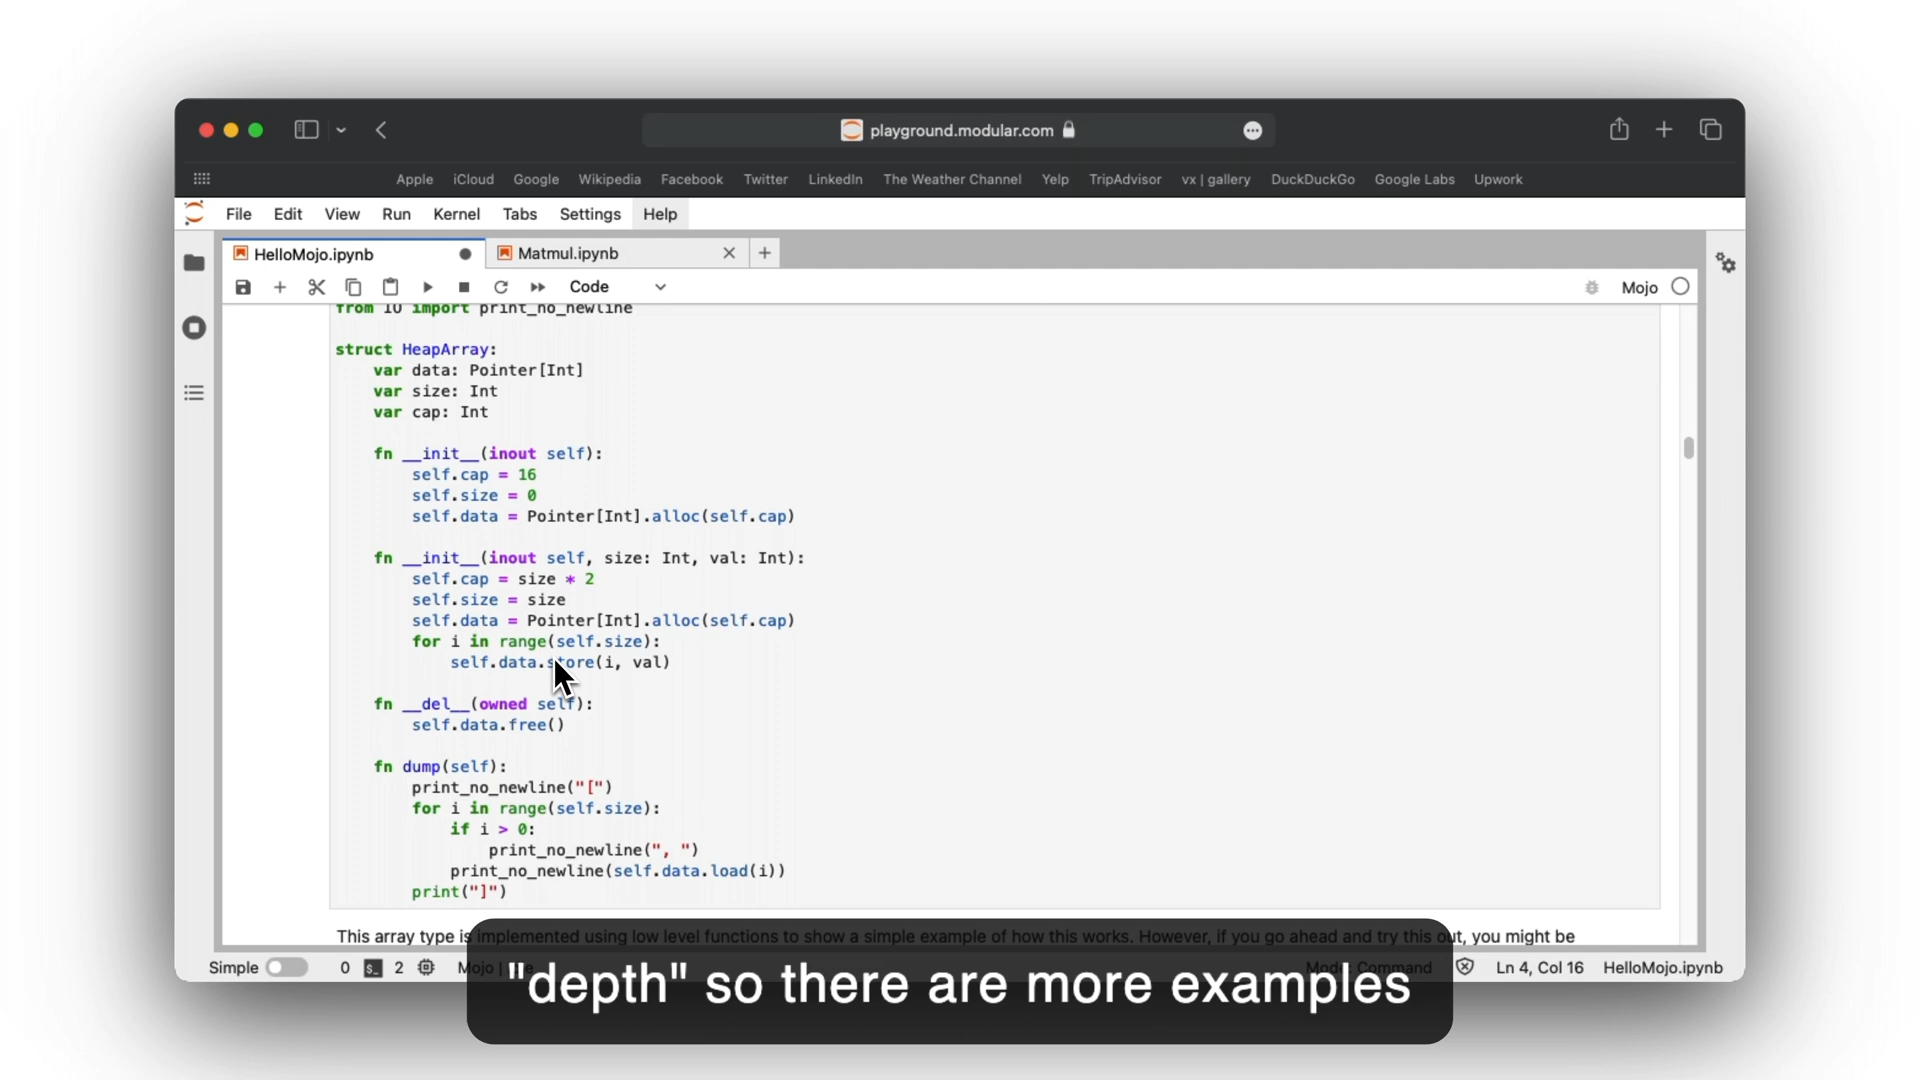 playground.modular.com
Apple iCloud Google Wikipedia Facebook Twitter LinkedIn The Weather Channel Yelp TripAdvisor vx | gallery DuckDuckGo Google Labs Upwork
File Edit View Run Kernel Tabs Settings Help
HelloMojo.ipynb Matmul.ipynb
Code Mojo
from IO import print_no_newline
struct HeapArray:
var data: Pointer[Int]
var size: Int
var cap: Int
fn __init__(inout self):
self.cap = 16
self.size = 0
self.data = Pointer[Int].alloc(self.cap)
fn __init__(inout self, size: Int, val: Int):
self.cap = size * 2
self.size = size
self.data = Pointer[Int].alloc(self.cap)
for i in range(self.size):
self.data.store(i, val)
fn __del__(owned self):
self.data.free()
fn dump(self):
print_no_newline("[")
for i in range(self.size):
if i > 0:
print_no_newline(", ")
print_no_newline(self.data.load(i))
print("]")
This array type is implemented using low level functions to show a simple example of how this works. However, if you go ahead and try this out, you might be
Simple 0 2 Mojo | Mode: Command Ln 4, Col 16 HelloMojo.ipynb
"depth" so there are more examples